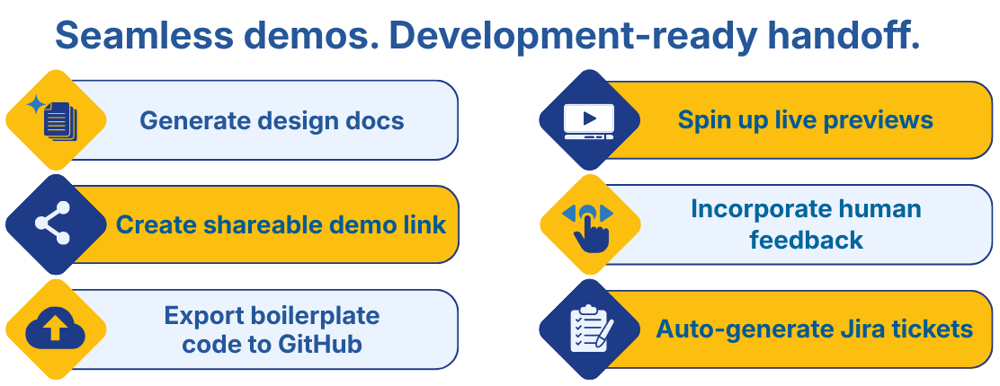 Seamless demos. Development-ready handoff.
Generate design docs
Spin up live previews
Create shareable demo link
Incorporate human
feedback
Export boilerplate
code to GitHub
Auto-generate Jira tickets